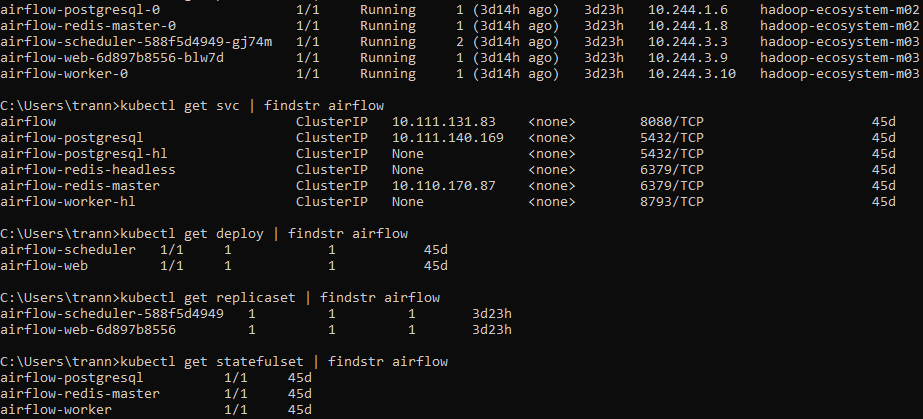 airflow-postgresql-0 1/1 Running 1 (3d14h ago) 3d23h 10.244.1.6 hadoop-ecosystem-m02
airflow-redis-master-0 1/1 Running 1 (3d14h ago) 3d23h 10.244.1.8 hadoop-ecosystem-m02
airflow-scheduler-588f5d4949-gj74m 1/1 Running 2 (3d14h ago) 3d23h 10.244.3.3 hadoop-ecosystem-m03
airflow-web-6d897b8556-blw7d 1/1 Running 1 (3d14h ago) 3d23h 10.244.3.9 hadoop-ecosystem-m03
airflow-worker-0 1/1 Running 1 (3d14h ago) 3d23h 10.244.3.10 hadoop-ecosystem-m03
C:\Users\trann>kubectl get svc | findstr airflow
airflow ClusterIP 10.111.131.83 <none> 8080/TCP 45d
airflow-postgresql ClusterIP 10.111.140.169 <none> 5432/TCP 45d
airflow-postgresql-hl ClusterIP None <none> 5432/TCP 45d
airflow-redis-headless ClusterIP None <none> 6379/TCP 45d
airflow-redis-master ClusterIP 10.110.170.87 <none> 6379/TCP 45d
airflow-worker-hl ClusterIP None <none> 8793/TCP 45d
C:\Users\trann>kubectl get deploy | findstr airflow
airflow-scheduler 1/1 1 1 45d
airflow-web 1/1 1 1 45d
C:\Users\trann>kubectl get replicaset | findstr airflow
airflow-scheduler-588f5d4949 1 1 1 3d23h
airflow-web-6d897b8556 1 1 1 3d23h
C:\Users\trann>kubectl get statefulset | findstr airflow
airflow-postgresql 1/1 45d
airflow-redis-master 1/1 45d
airflow-worker 1/1 45d